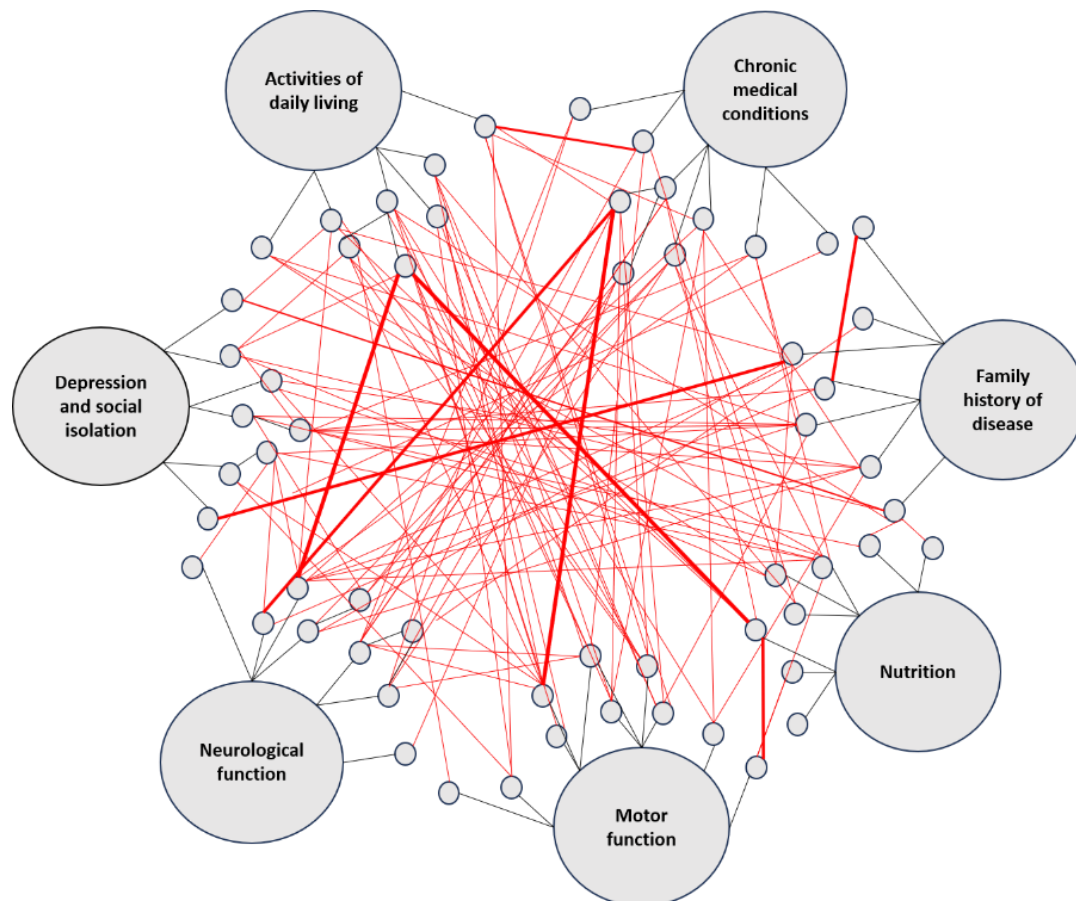 Activities of
daily living
Chronic
medical
conditions
Depression
and social
isolation
Family
history of
disease
Neurological
function
Motor
function
Nutrition